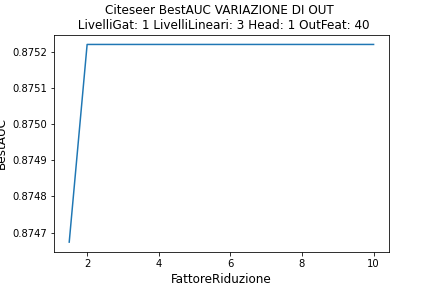 Citeseer BestAUC VARIAZIONE DI OUT
LivelliGat: 1 LivelliLineari: 3 Head: 1 OutFeat: 40
0.8752
0.8751
0.8750
0.8749
0.8748
0.8747
BestAUC
2 4 6 8 10
FattoreRiduzione